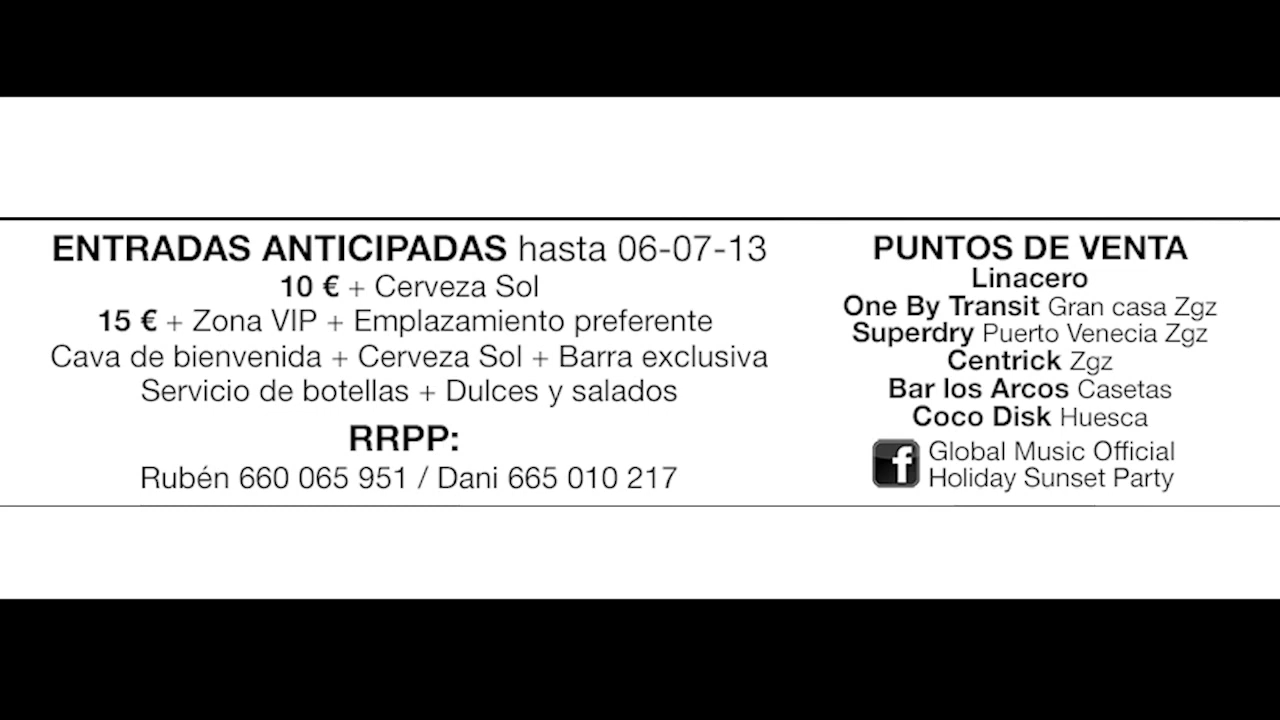 ENTRADAS ANTICIPADAS hasta 06-07-13
10 € + Cerveza Sol
15 € + Zona VIP + Emplazamiento preferente
Cava de bienvenida + Cerveza Sol + Barra exclusiva
Servicio de botellas + Dulces y salados
RRPP:
Rubén 660 065 951 / Dani 665 010 217
PUNTOS DE VENTA
Linacero
One By Transit Gran casa Zgz
Superdry Puerto Venecia Zgz
Centrick Zgz
Bar los Arcos Casetas
Coco Disk Huesca
f Global Music Official
Holiday Sunset Party